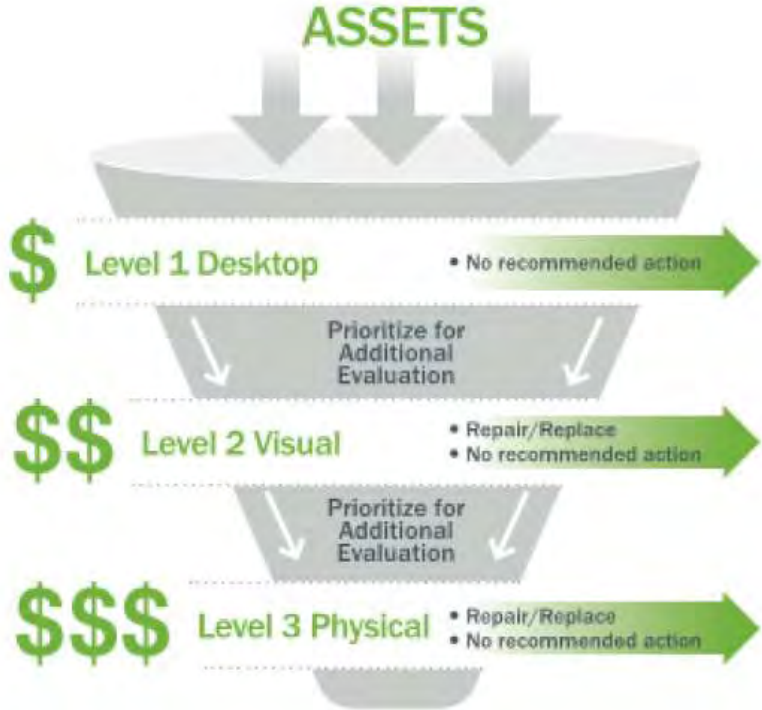 ASSETS
$ Level 1 Desktop
• No recommended action
Prioritize for
Additional
Evaluation
$$ Level 2 Visual
• Repair/Replace
• No recommended action
Prioritize for
Additional
Evaluation
$$$ Level 3 Physical
• Repair/Replace
• No recommended action